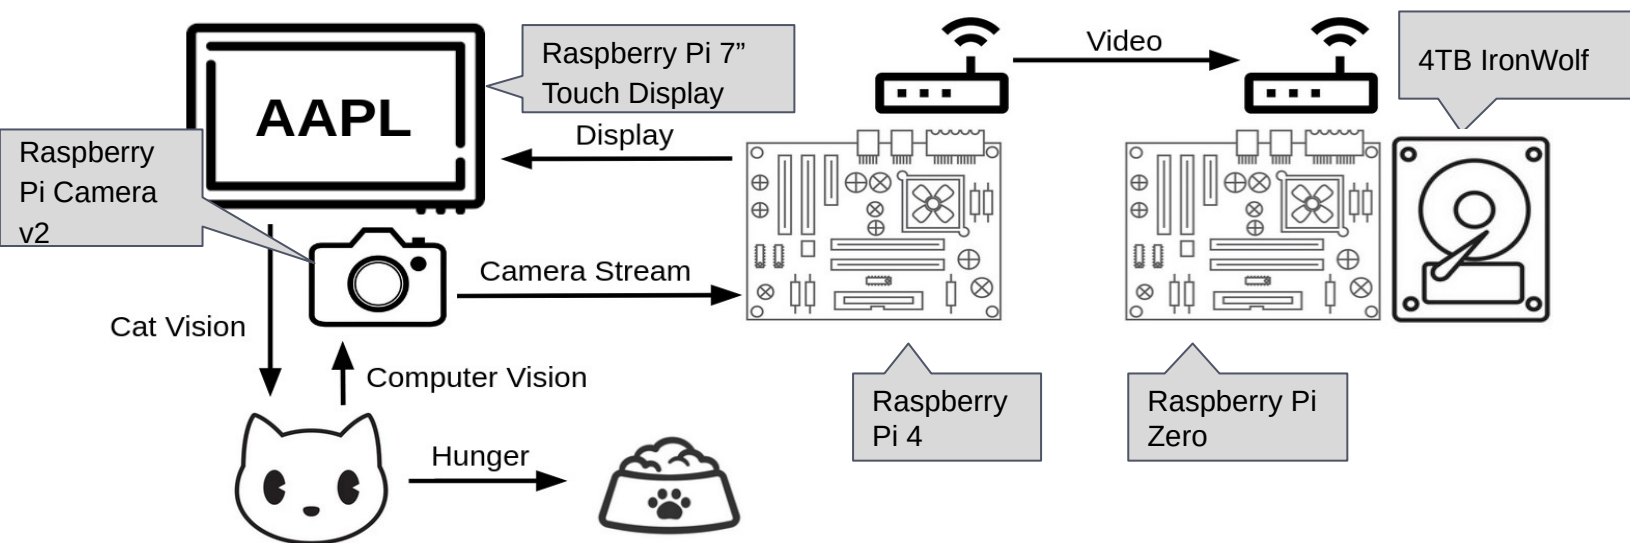 Raspberry Pi 7”
Touch Display
Video
4TB IronWolf
AAPL
Display
Raspberry
Pi Camera
v2
Camera Stream
Cat Vision
Computer Vision
Raspberry
Pi 4
Raspberry Pi
Zero
Hunger